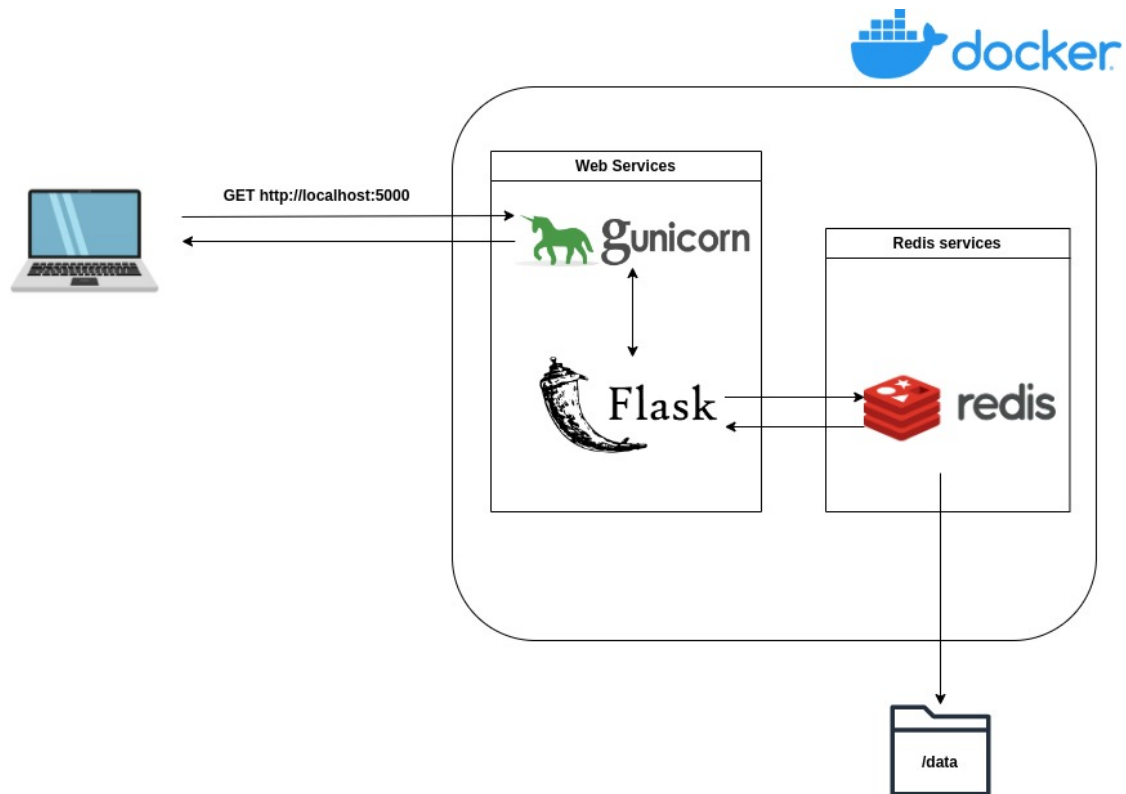 docker
Web Services
GET http://localhost:5000
gunicorn
Redis services
Flask
redis
/data